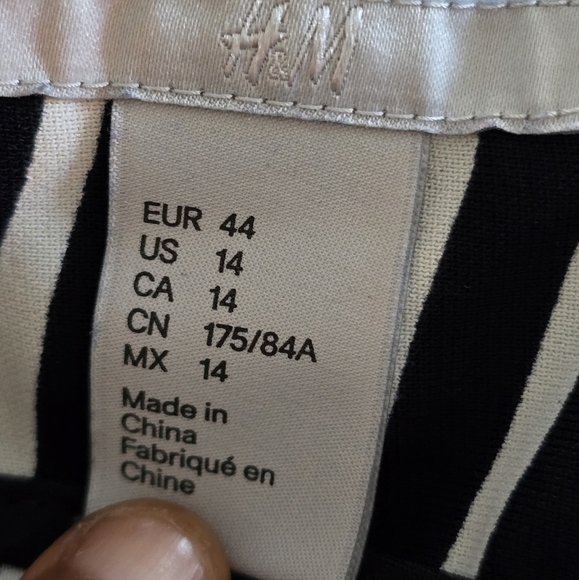 H&M
EUR 44
US 14
CA 14
CN 175/84A
MX 14
Made in
China
Fabriqué en
Chine